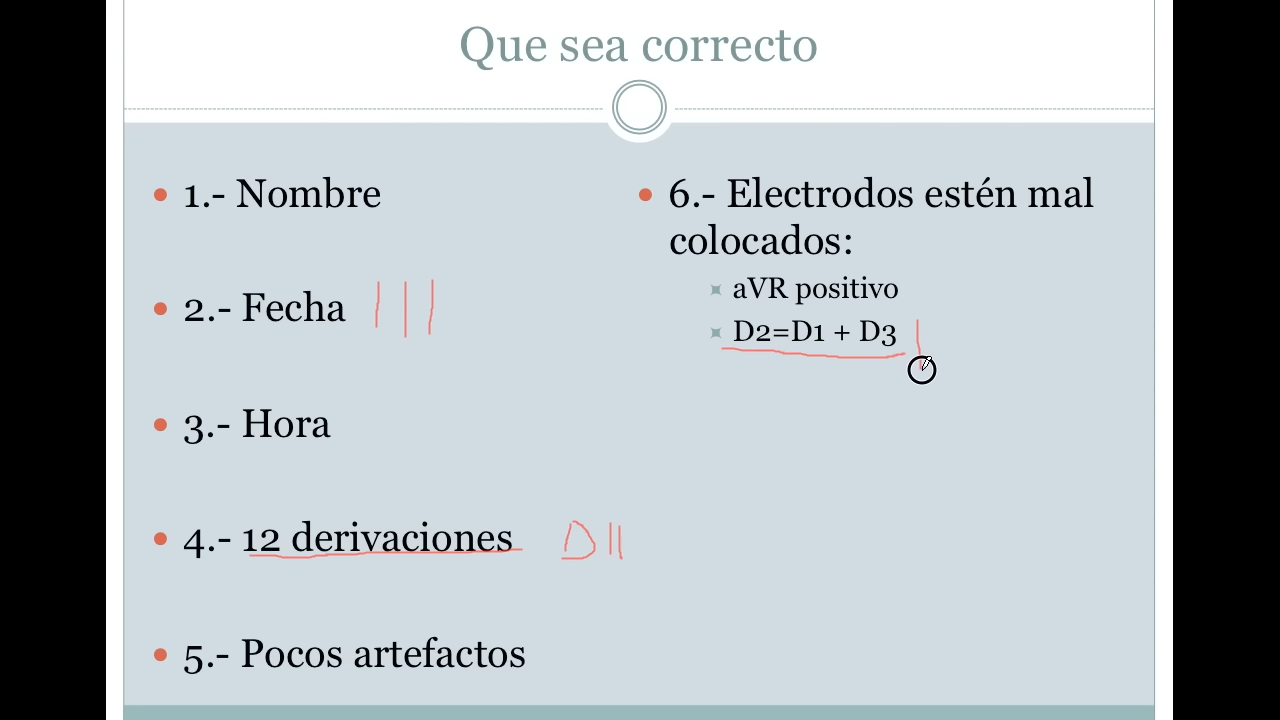 Que sea correcto
1.- Nombre
2.- Fecha |||
3.- Hora
4.- 12 derivaciones DII
5.- Pocos artefactos
6.- Electrodos estén mal
colocados:
aVR positivo
D2=D1 + D3